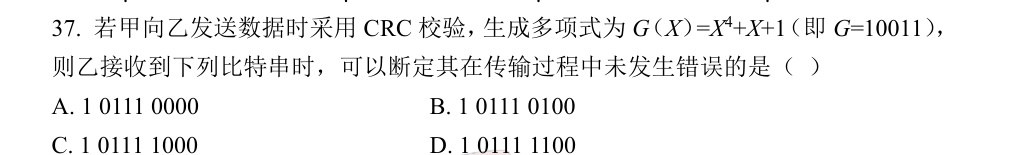 37. 若甲向乙发送数据时采用 CRC 校验，生成多项式为 G（X）=X⁴+X+1（即 G=10011），
则乙接收到下列比特串时，可以断定其在传输过程中未发生错误的是（ ）
A. 1 0111 0000 B. 1 0111 0100
C. 1 0111 1000 D. 1 0111 1100